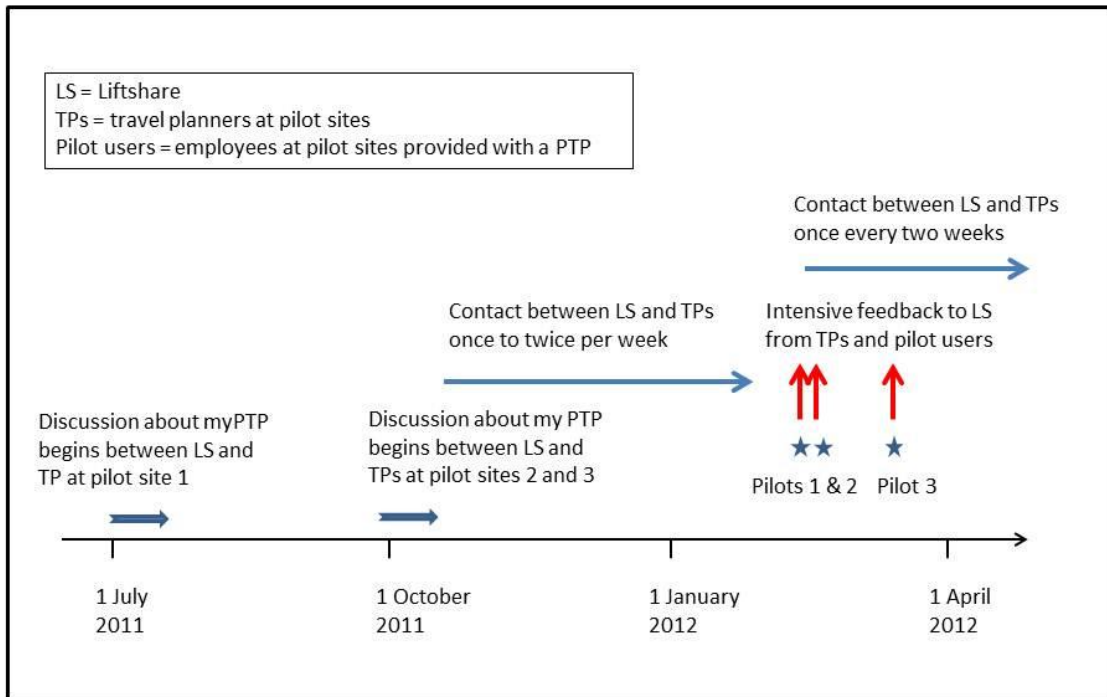 LS = Liftshare
TPs = travel planners at pilot sites
Pilot users = employees at pilot sites provided with a PTP
Contact between LS and TPs
once every two weeks
Contact between LS and TPs
once to twice per week
Intensive feedback to LS
from TPs and pilot users
Discussion about myPTP
begins between LS and
TP at pilot site 1
Discussion about my PTP
begins between LS and
TPs at pilot sites 2 and 3
Pilots 1 & 2
Pilot 3
1 July
2011
1 October
2011
1 January
2012
1 April
2012